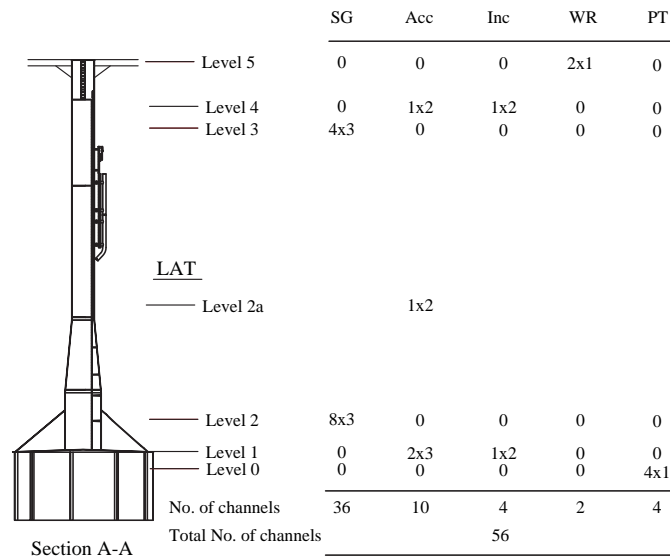 SG Acc Inc WR PT
Level 5 0 0 0 2x1 0
Level 4 0 1x2 1x2 0 0
Level 3 4x3 0 0 0 0
LAT
Level 2a 1x2
Level 2 8x3 0 0 0 0
Level 1 0 2x3 1x2 0 0
Level 0 0 0 0 0 4x1
No. of channels 36 10 4 2 4
Total No. of channels 56
Section A-A